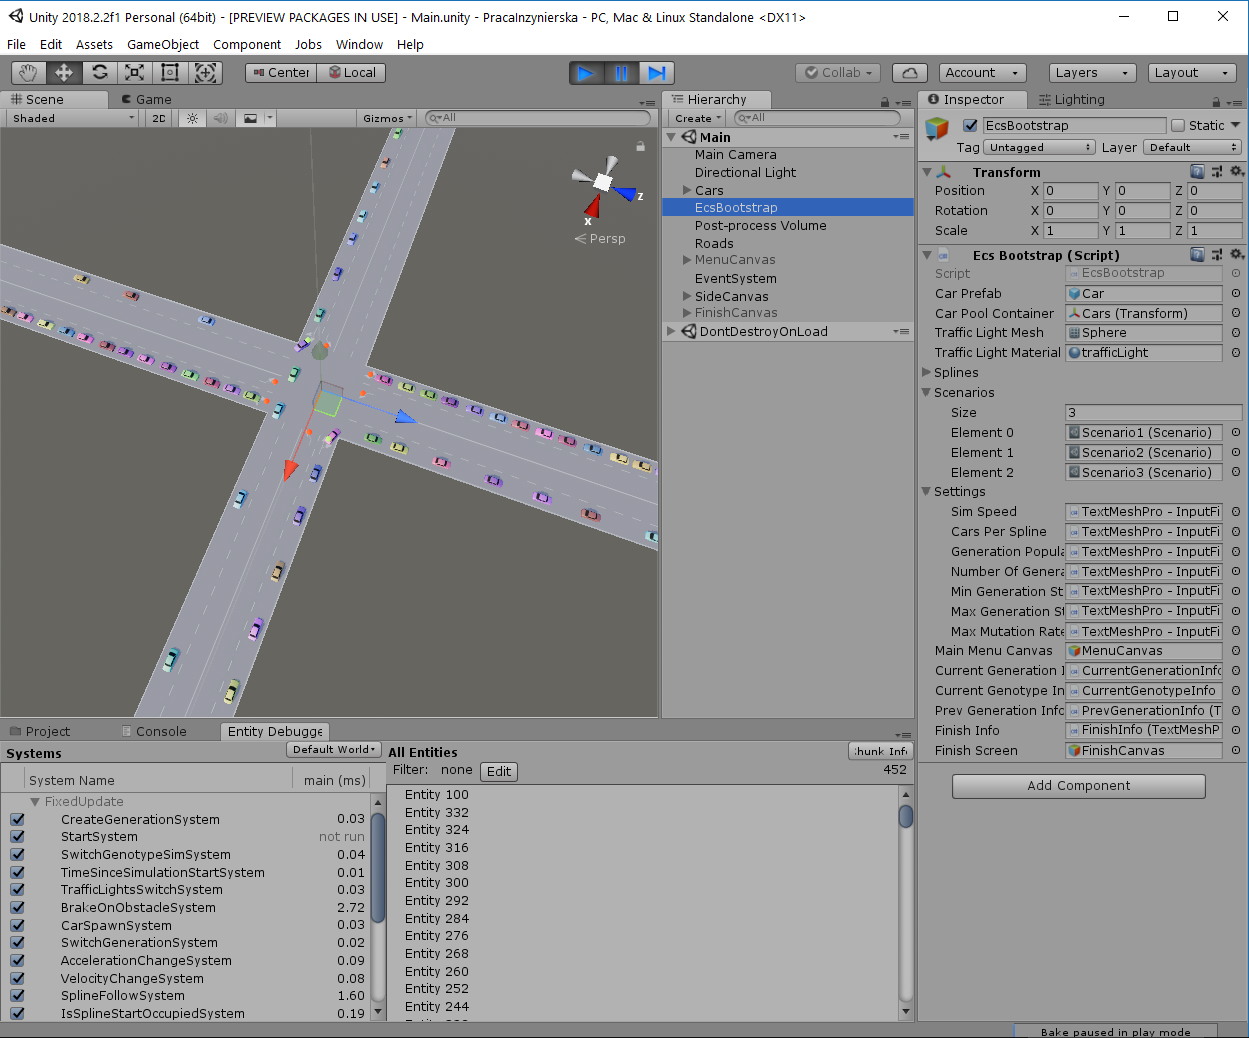 Unity 2018.2.2f1 Personal (64bit) - [PREVIEW PACKAGES IN USE] - Main.unity - PracaInzynierska - PC, Mac & Linux Standalone <DX11>
File Edit Assets GameObject Component Jobs Window Help
Center Local Collab Account Layers Layout
Scene Game
Shaded 2D Gizmos All
x
z
Persp
Hierarchy
Create All
Main
Main Camera
Directional Light
Cars
EcsBootstrap
Post-process Volume
Roads
MenuCanvas
EventSystem
SideCanvas
FinishCanvas
DontDestroyOnLoad
Inspector Lighting
EcsBootstrap Static
Tag Untagged Layer Default
Transform
Position X 0 Y 0 Z 0
Rotation X 0 Y 0 Z 0
Scale X 1 Y 1 Z 1
Ecs Bootstrap (Script)
Script EcsBootstrap
Car Prefab Car
Car Pool Container Cars (Transform)
Traffic Light Mesh Sphere
Traffic Light Material trafficLight
Splines
Scenarios
Size 3
Element 0 Scenario1 (Scenario)
Element 1 Scenario2 (Scenario)
Element 2 Scenario3 (Scenario)
Settings
Sim Speed TextMeshPro - InputFi
Cars Per Spline TextMeshPro - InputFi
Generation Popula TextMeshPro - InputFi
Number Of Genera TextMeshPro - InputFi
Min Generation St TextMeshPro - InputFi
Max Generation St TextMeshPro - InputFi
Max Mutation Rate TextMeshPro - InputFi
Main Menu Canvas MenuCanvas
Current Generation I CurrentGenerationInfo
Current Genotype In CurrentGenotypeInfo
Prev Generation Info PrevGenerationInfo (T
Finish Info FinishInfo (TextMeshP
Finish Screen FinishCanvas
Add Component
Project Console Entity Debugge
Systems Default World
System Name main (ms)
FixedUpdate
CreateGenerationSystem 0.03
StartSystem not run
SwitchGenotypeSimSystem 0.04
TimeSinceSimulationStartSystem 0.01
TrafficLightsSwitchSystem 0.03
BrakeOnObstacleSystem 2.72
CarSpawnSystem 0.03
SwitchGenerationSystem 0.02
AccelerationChangeSystem 0.09
VelocityChangeSystem 0.08
SplineFollowSystem 1.60
IsSplineStartOccupiedSystem 0.19
All Entities hunk Info
Filter: none Edit 452
Entity 100
Entity 332
Entity 324
Entity 316
Entity 308
Entity 300
Entity 292
Entity 284
Entity 276
Entity 268
Entity 260
Entity 252
Entity 244
Bake paused in play mode